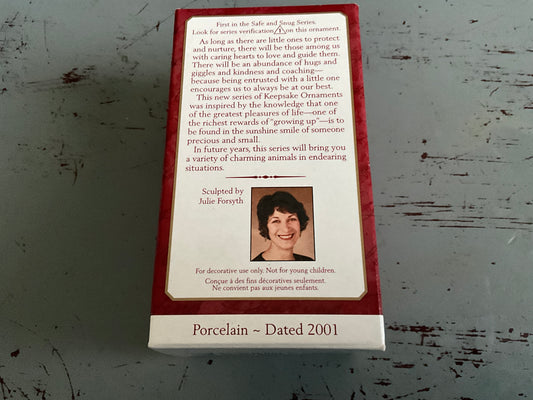 First in the Safe and Snug Series.
Look for series verification 1 on this ornament.
As long as there are little ones to protect
and nurture, there will be those among us
with caring hearts to love and guide them.
There will be an abundance of hugs and
giggles and kindness and coaching—
because being entrusted with a little one
encourages us to always be at our best.
This new series of Keepsake Ornaments
was inspired by the knowledge that one
of the greatest pleasures of life—one of
the richest rewards of "growing up"—is to
be found in the sunshine smile of someone
precious and small.
In future years, this series will bring you
a variety of charming animals in endearing
situations.
Sculpted by
Julie Forsyth
For decorative use only. Not for young children.
Conçue à des fins décoratives seulement.
Ne convient pas aux jeunes enfants.
Porcelain ~ Dated 2001